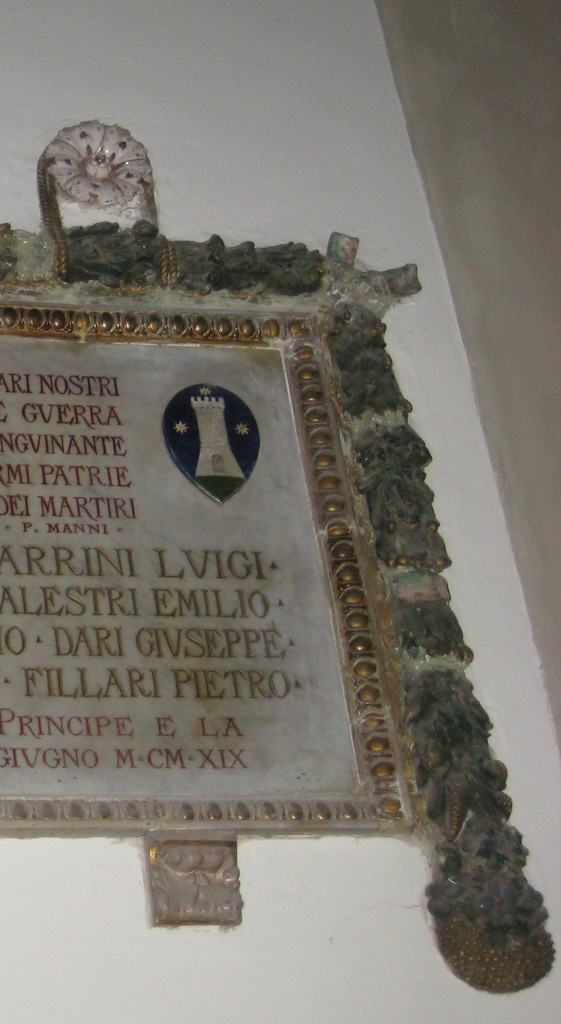 ARI NOSTRI
E GVERRA
NGVINANTE
RMI PATRIE
DEI MARTIRI
· P. MANNI ·
ARRINI LVIGI ·
ALESTRI EMILIO ·
IO · DARI GIVSEPPE ·
· FILLARI PIETRO ·
PRINCIPE E LA
GIVGNO M·CM·XIX